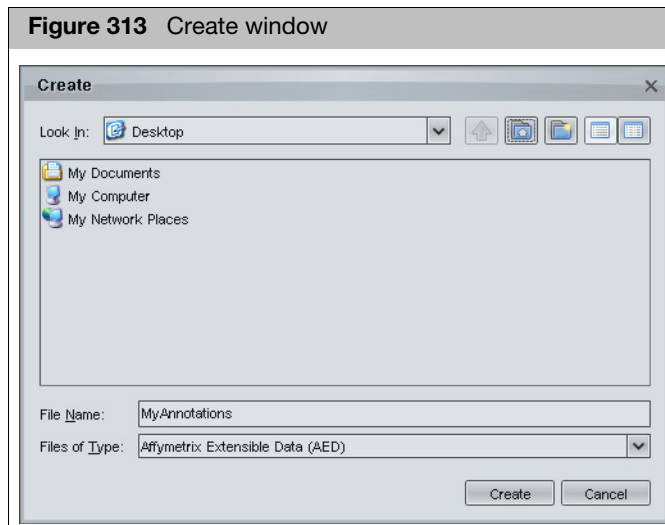 Figure 313 Create window
Create
Look In: Desktop
My Documents
My Computer
My Network Places
File Name: MyAnnotations
Files of Type: Affymetrix Extensible Data (AED)
Create Cancel